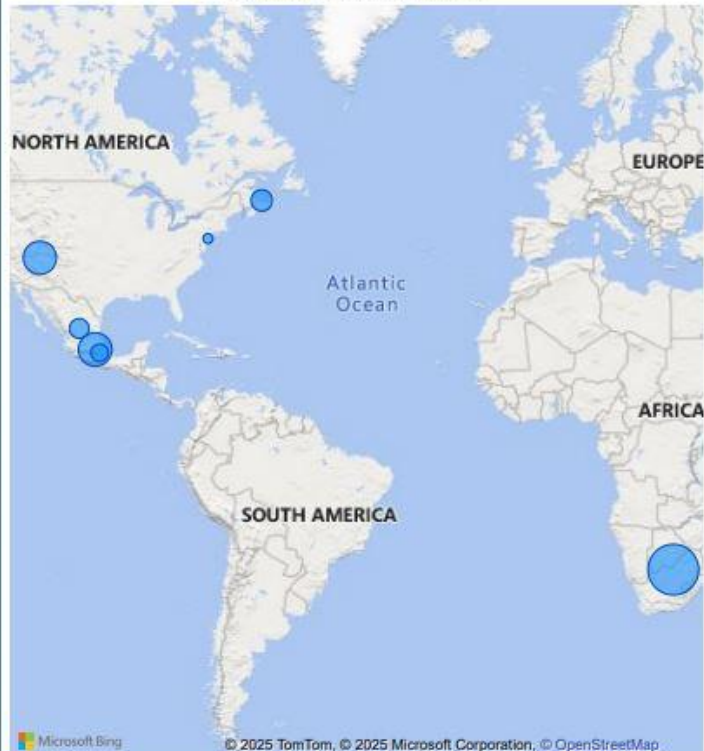 NORTH AMERICA
EUROPE
Atlantic
Ocean
AFRICA
SOUTH AMERICA
Microsoft Bing
© 2025 TomTom, © 2025 Microsoft Corporation, © OpenStreetMap